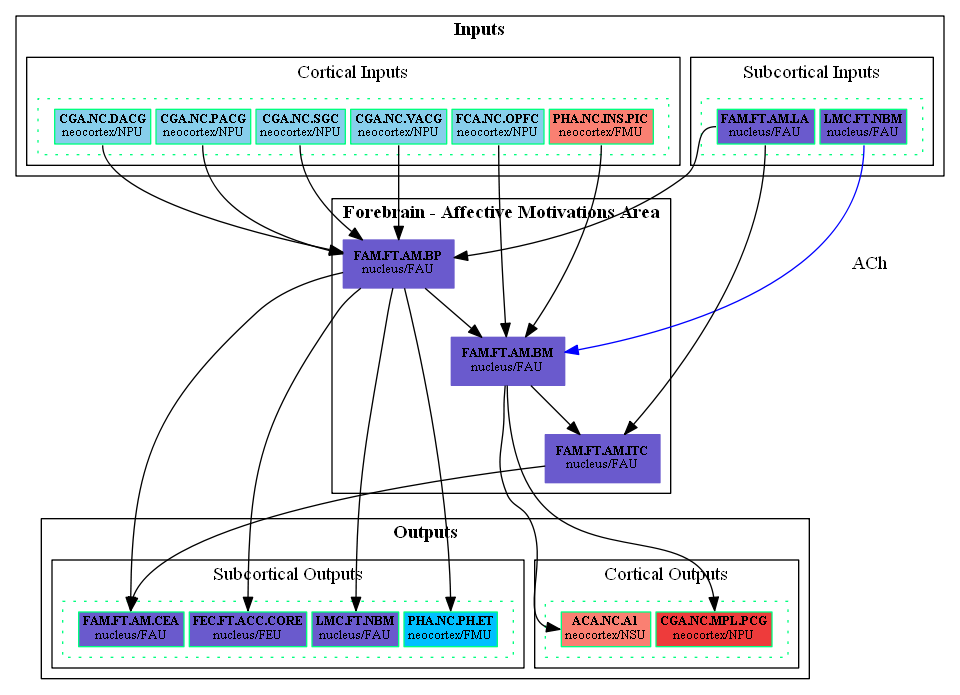 Inputs
Cortical Inputs
Subcortical Inputs
CGA.NC.DACG
neocortex/NPU
CGA.NC.PACG
neocortex/NPU
CGA.NC.SGC
neocortex/NPU
CGA.NC.VACG
neocortex/NPU
FCA.NC.OPFC
neocortex/NPU
PHA.NC.INS.PIC
neocortex/FMU
FAM.FT.AM.LA
nucleus/FAU
LMC.FT.NBM
nucleus/FAU
Forebrain - Affective Motivations Area
FAM.FT.AM.BP
nucleus/FAU
ACh
FAM.FT.AM.BM
nucleus/FAU
FAM.FT.AM.ITC
nucleus/FAU
Outputs
Subcortical Outputs
Cortical Outputs
FAM.FT.AM.CEA
nucleus/FAU
FEC.FT.ACC.CORE
nucleus/FEU
LMC.FT.NBM
nucleus/FAU
PHA.NC.PH.ET
neocortex/FMU
ACA.NC.A1
neocortex/NSU
CGA.NC.MPL.PCG
neocortex/NPU